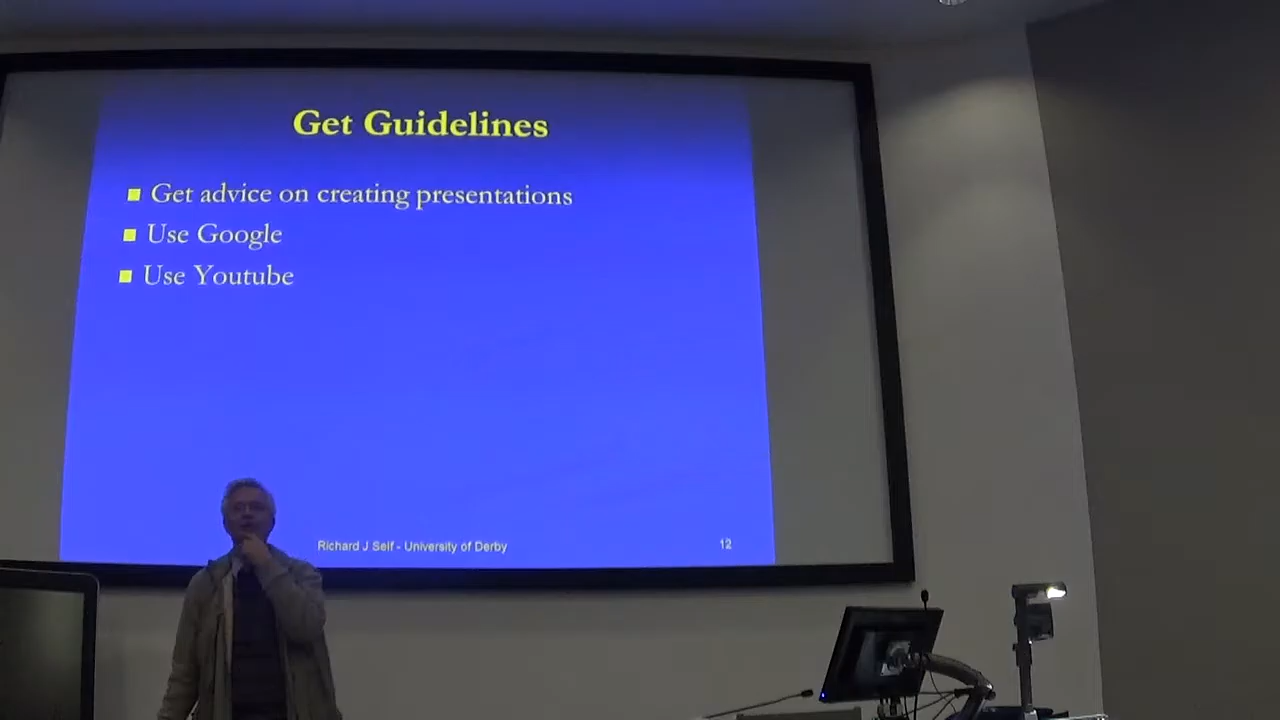 Get Guidelines
Get advice on creating presentations
Use Google
Use Youtube
Richard J Self - University of Derby
12